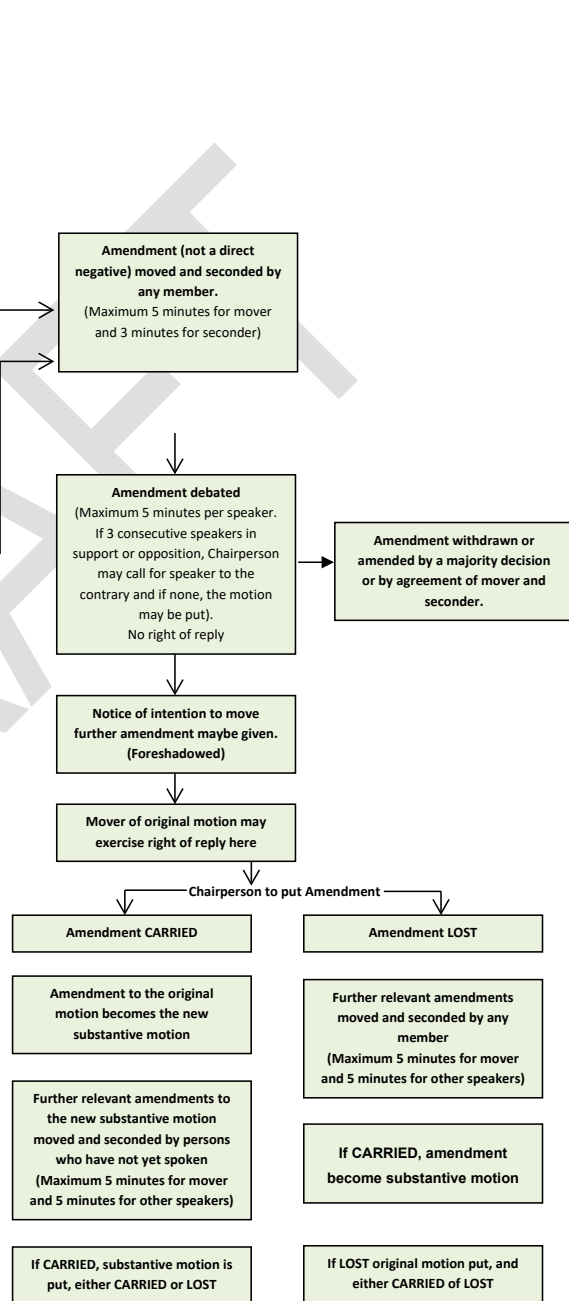 Amendment (not a direct
negative) moved and seconded by
any member.
(Maximum 5 minutes for mover
and 3 minutes for seconder)
Amendment debated
(Maximum 5 minutes per speaker.
If 3 consecutive speakers in
support or opposition, Chairperson
may call for speaker to the
contrary and if none, the motion
may be put).
No right of reply
Amendment withdrawn or
amended by a majority decision
or by agreement of mover and
seconder.
Notice of intention to move
further amendment maybe given.
(Foreshadowed)
Mover of original motion may
exercise right of reply here
Chairperson to put Amendment
Amendment CARRIED
Amendment to the original
motion becomes the new
substantive motion
Further relevant amendments to
the new substantive motion
moved and seconded by persons
who have not yet spoken
(Maximum 5 minutes for mover
and 5 minutes for other speakers)
If CARRIED, substantive motion is
put, either CARRIED or LOST
Amendment LOST
Further relevant amendments
moved and seconded by any
member
(Maximum 5 minutes for mover
and 5 minutes for other speakers)
If CARRIED, amendment
become substantive motion
If LOST original motion put, and
either CARRIED of LOST